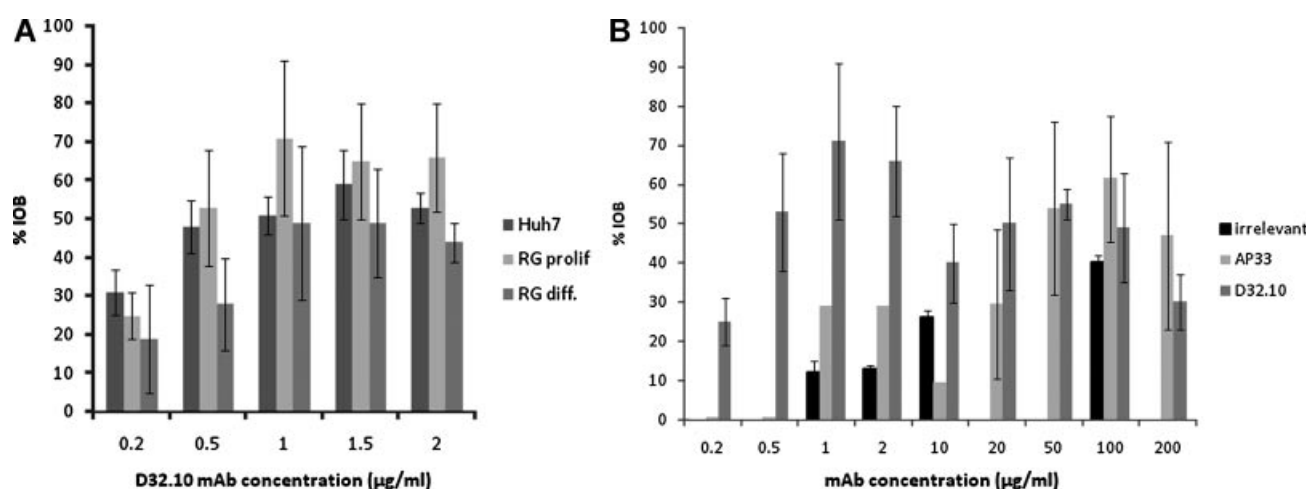 A
% IOB
100
90
80
70
60
50
40
30
20
10
0
0.2 0.5 1 1.5 2
D32.10 mAb concentration (µg/ml)
Huh7
RG prolif
RG diff.
B
% IOB
100
90
80
70
60
50
40
30
20
10
0
0.2 0.5 1 2 10 20 50 100 200
mAb concentration (µg/ml)
irrelevant
AP33
D32.10